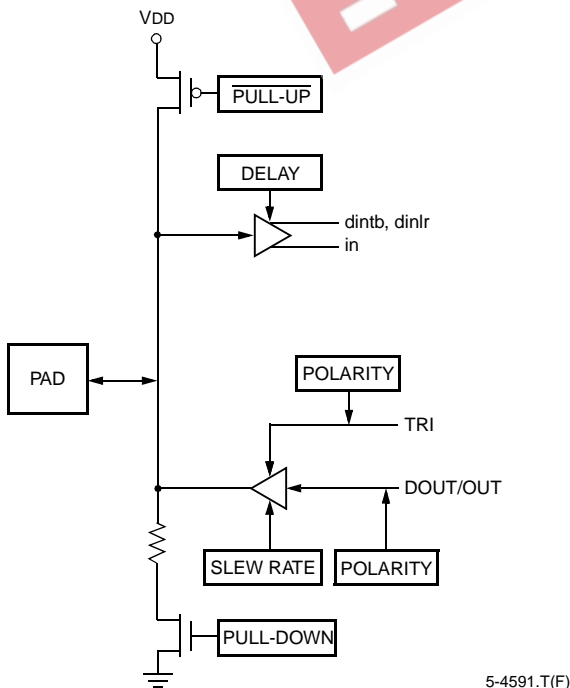 VDD
PULL-UP
DELAY
dintb, dinlr
in
PAD
POLARITY
TRI
DOUT/OUT
SLEW RATE
POLARITY
PULL-DOWN
5-4591.T(F)